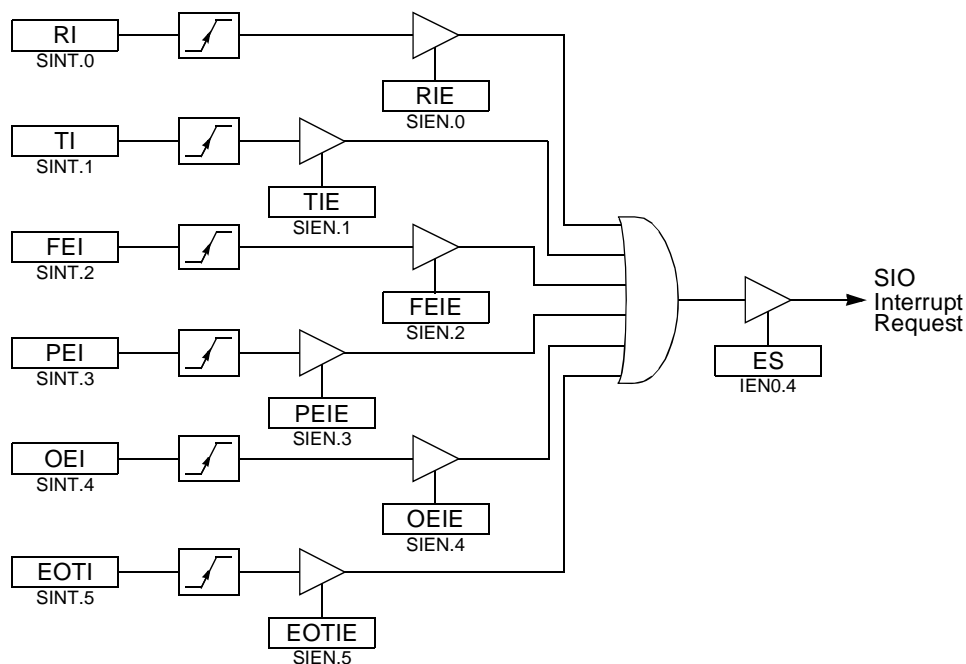 RI
SINT.0
RIE
SIEN.0
TI
SINT.1
TIE
SIEN.1
FEI
SINT.2
FEIE
SIEN.2
PEI
SINT.3
PEIE
SIEN.3
OEI
SINT.4
OEIE
SIEN.4
EOTI
SINT.5
EOTIE
SIEN.5
ES
IEN0.4
SIO
Interrupt
Request